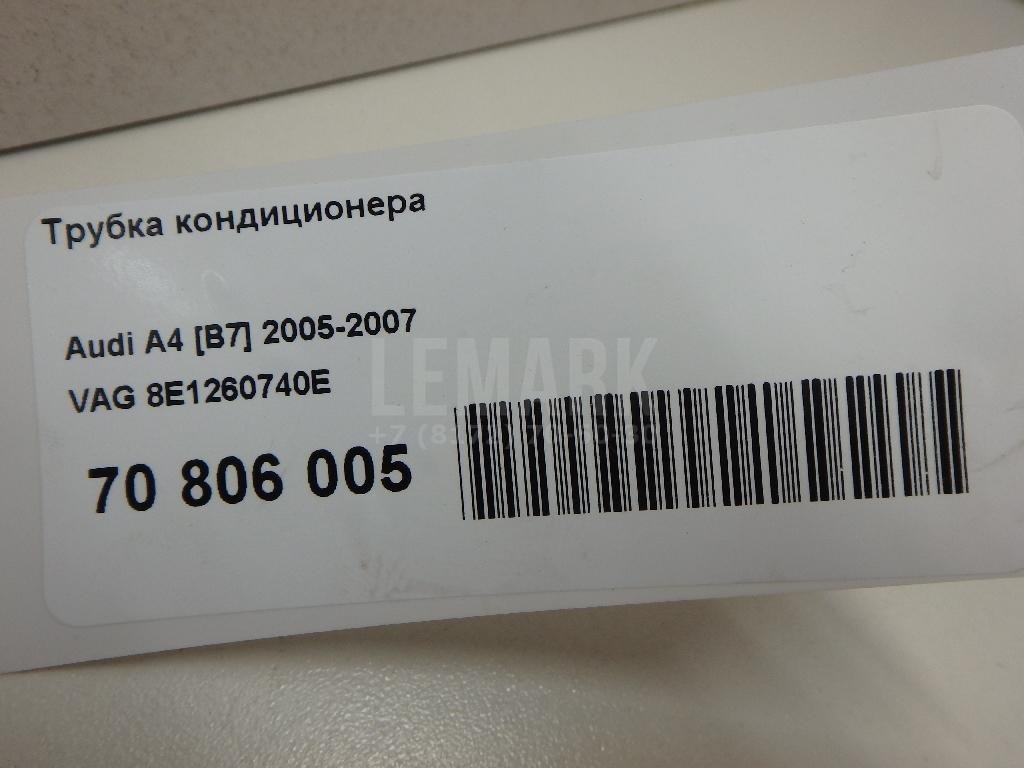 Трубка кондиционера
Audi A4 [B7] 2005-2007
VAG 8E1260740E
LEMARK
70 806 005